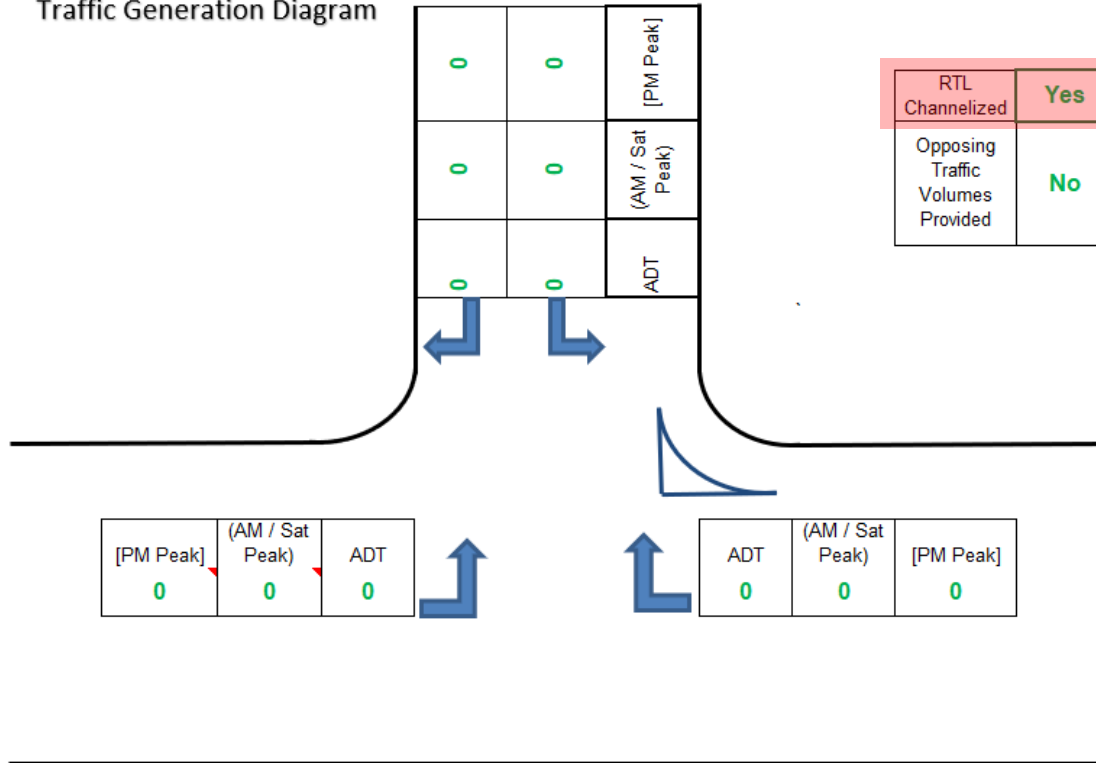 Traffic Generation Diagram
0 0 [PM Peak]
0 0 (AM / Sat
Peak)
0 0 ADT
RTL
Channelized
Yes
Opposing
Traffic
Volumes
Provided
No
[PM Peak]
0
(AM / Sat
Peak)
0
ADT
0
ADT
0
(AM / Sat
Peak)
0
[PM Peak]
0